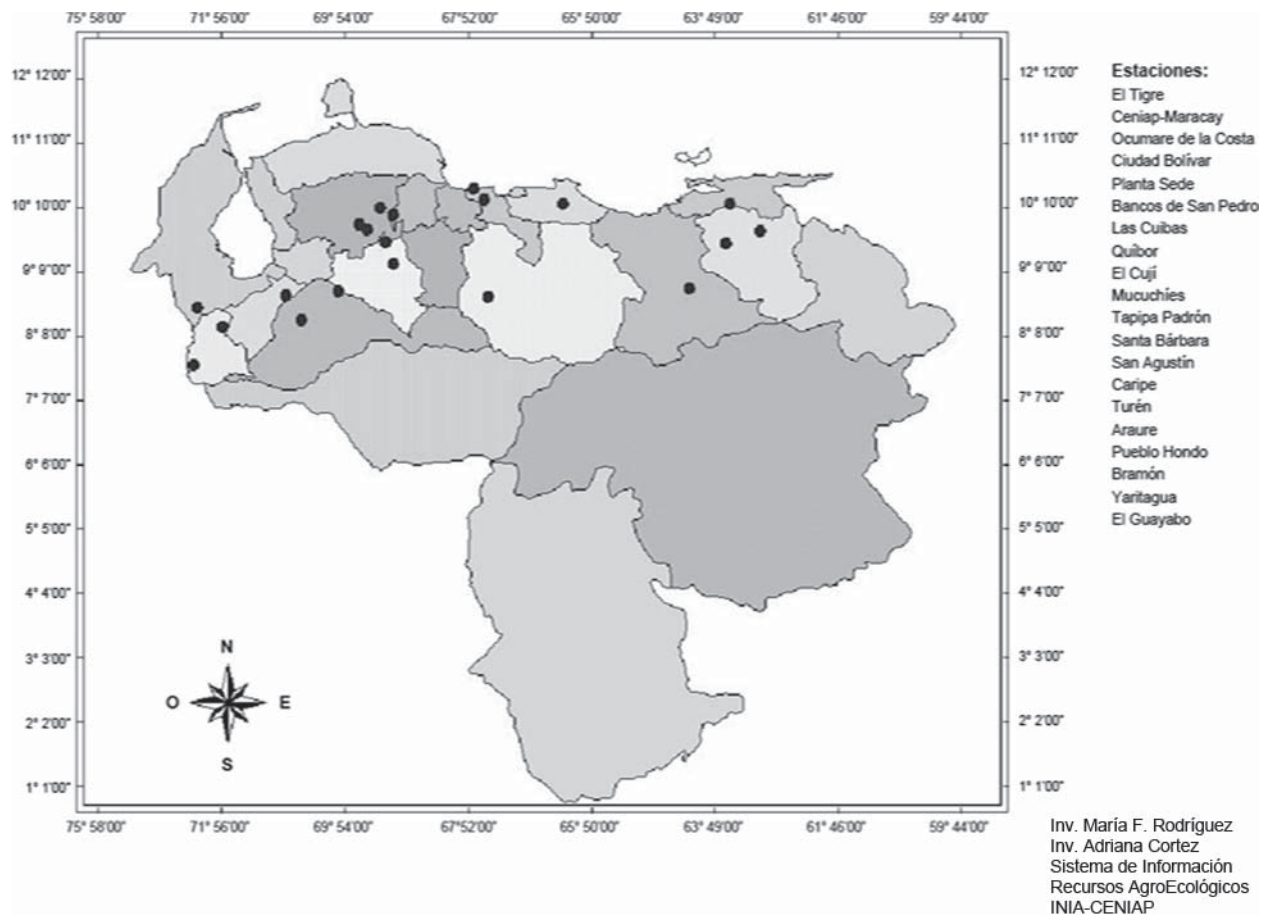 75° 58'00" 71° 56'00" 69° 54'00" 67° 52'00" 65° 50'00" 63° 49'00" 61° 46'00" 59° 44'00"
12° 12'00" 12° 12'00"
11° 11'00" 11° 11'00"
10° 10'00" 10° 10'00"
9° 9'00" 9° 9'00"
8° 8'00" 8° 8'00"
7° 7'00" 7° 7'00"
6° 6'00" 6° 6'00"
5° 5'00" 5° 5'00"
4° 4'00" 4° 4'00"
3° 3'00" 3° 3'00"
2° 2'00" 2° 2'00"
1° 1'00" 1° 1'00"
N
O E
S
75° 58'00" 71° 56'00" 69° 54'00" 67° 52'00" 65° 50'00" 63° 49'00" 61° 46'00" 59° 44'00"
Estaciones:
El Tigre
Ceniap-Maracay
Ocumare de la Costa
Ciudad Bolívar
Planta Sede
Bancos de San Pedro
Las Cuibas
Quíbor
El Cují
Mucuchíes
Tapipa Padrón
Santa Bárbara
San Agustín
Caripe
Turén
Araure
Pueblo Hondo
Bramón
Yaritagua
El Guayabo
Inv. María F. Rodríguez
Inv. Adriana Cortez
Sistema de Información
Recursos AgroEcológicos
INIA-CENIAP